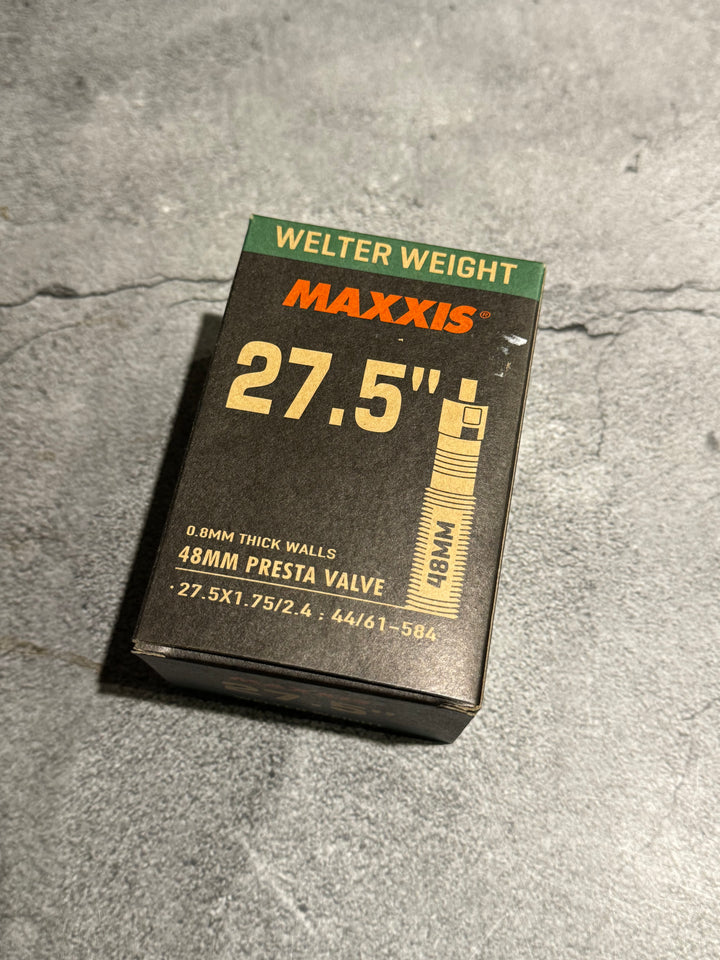 WELTER WEIGHT
MAXXIS®
27.5"
48MM
0.8MM THICK WALLS
48MM PRESTA VALVE
·27.5X1.75/2.4 ; 44/61-584